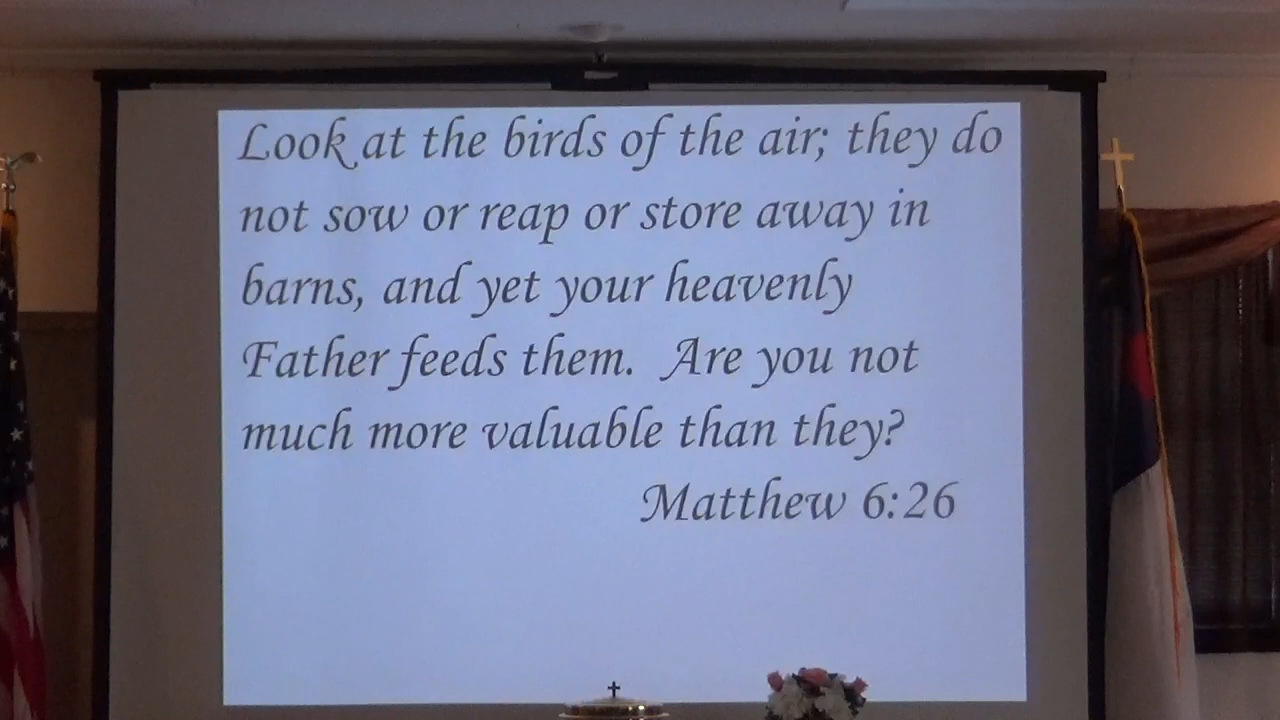 Look at the birds of the air; they do
not sow or reap or store away in
barns, and yet your heavenly
Father feeds them.  Are you not
much more valuable than they?
Matthew 6:26